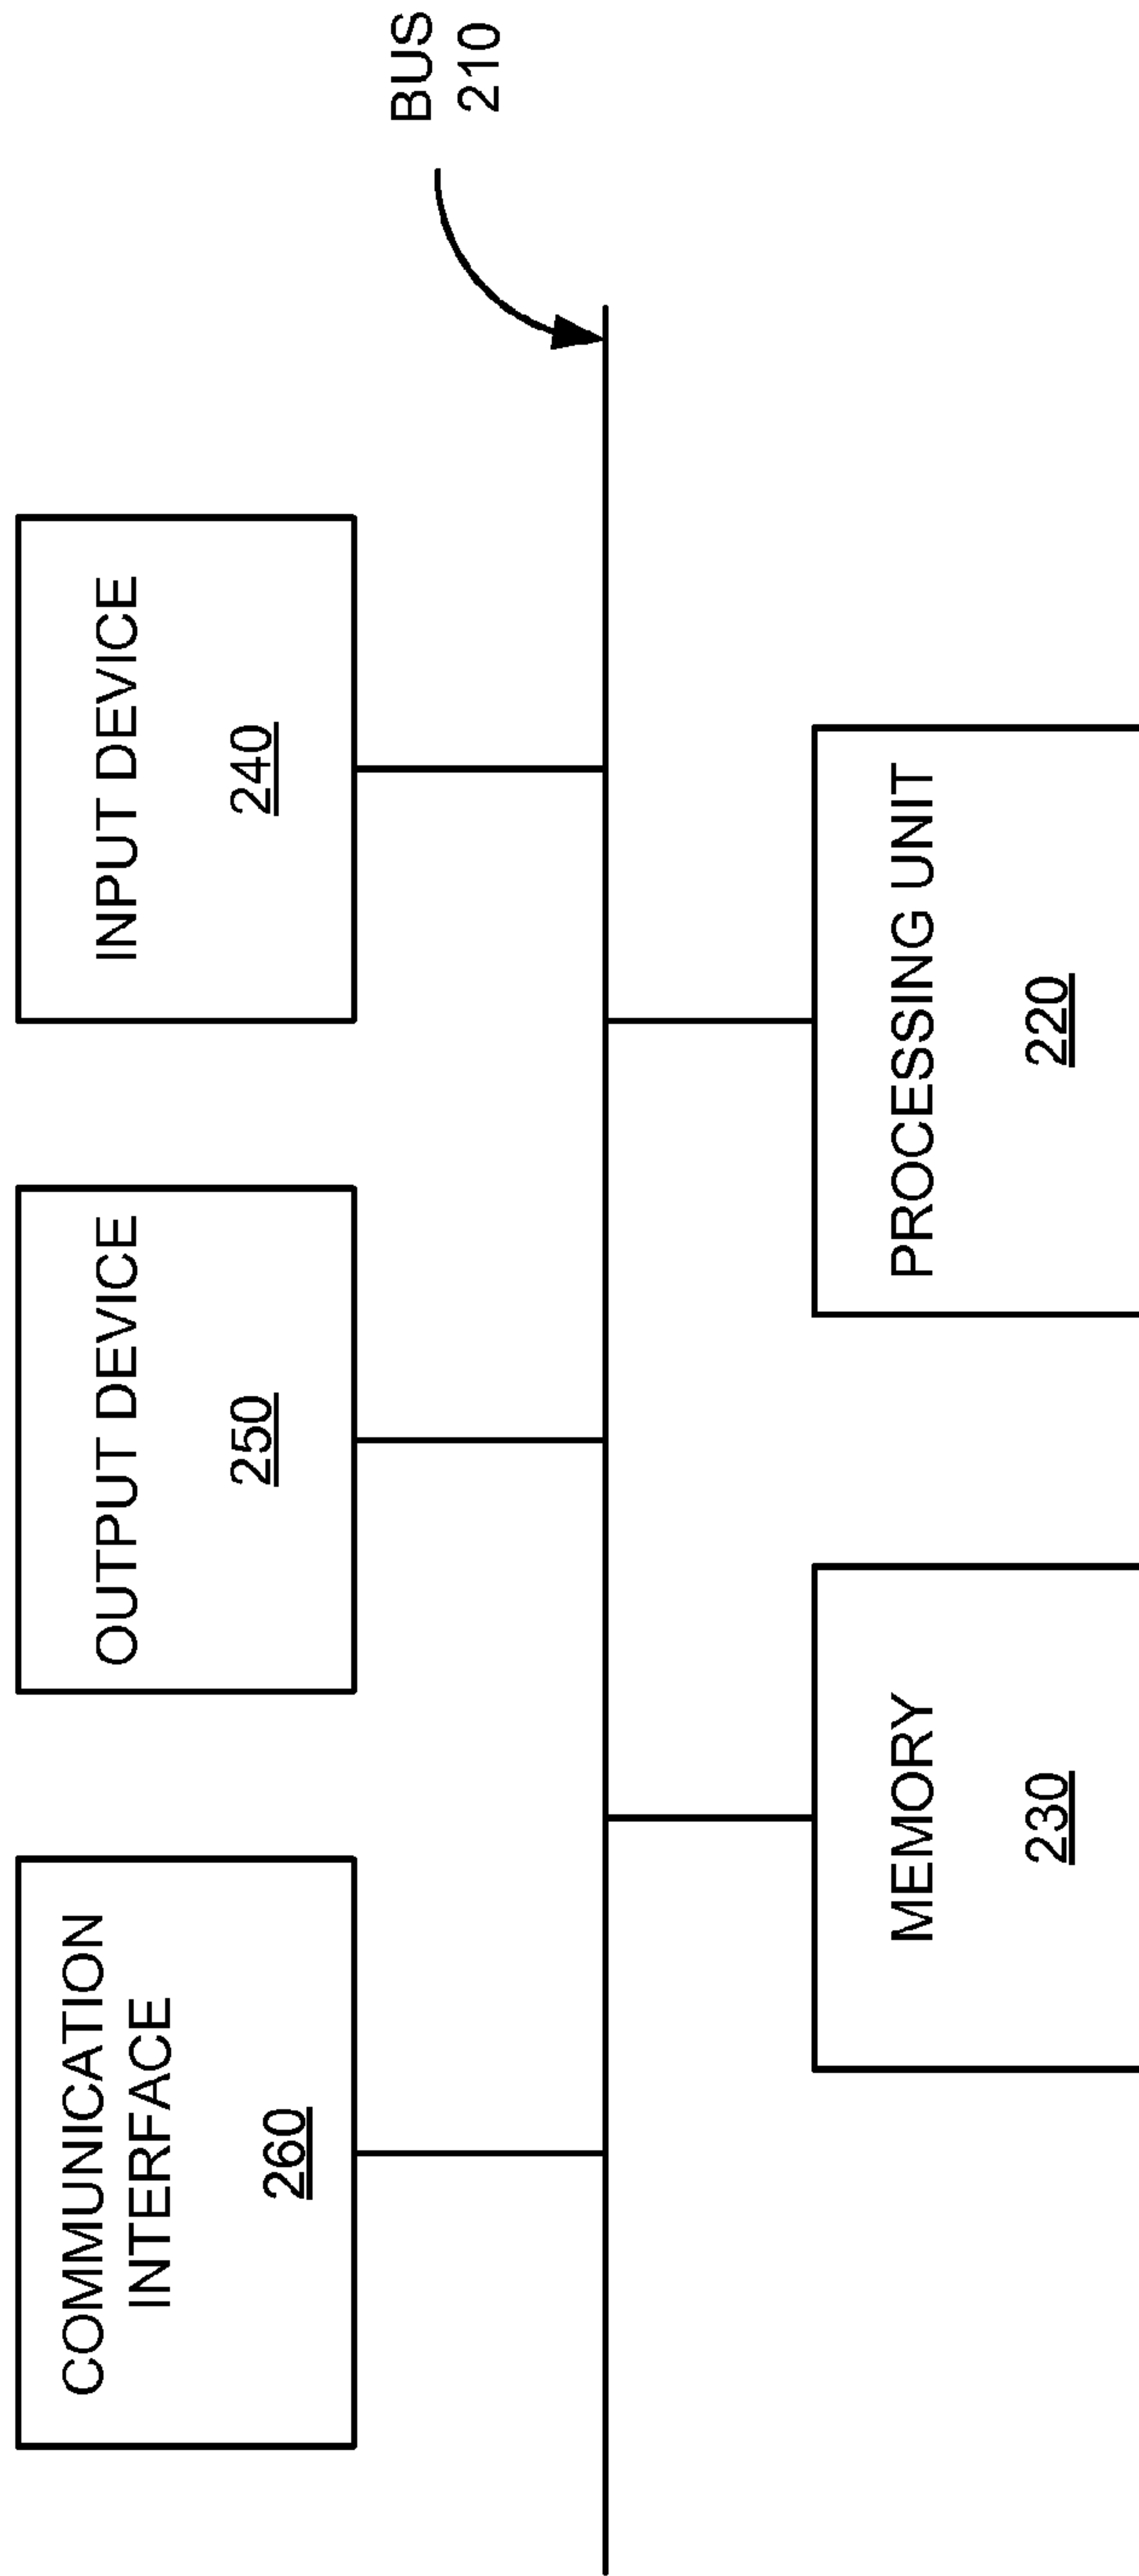 COMMUNICATION
INTERFACE
260
OUTPUT DEVICE
250
INPUT DEVICE
240
BUS
210
MEMORY
230
PROCESSING UNIT
220